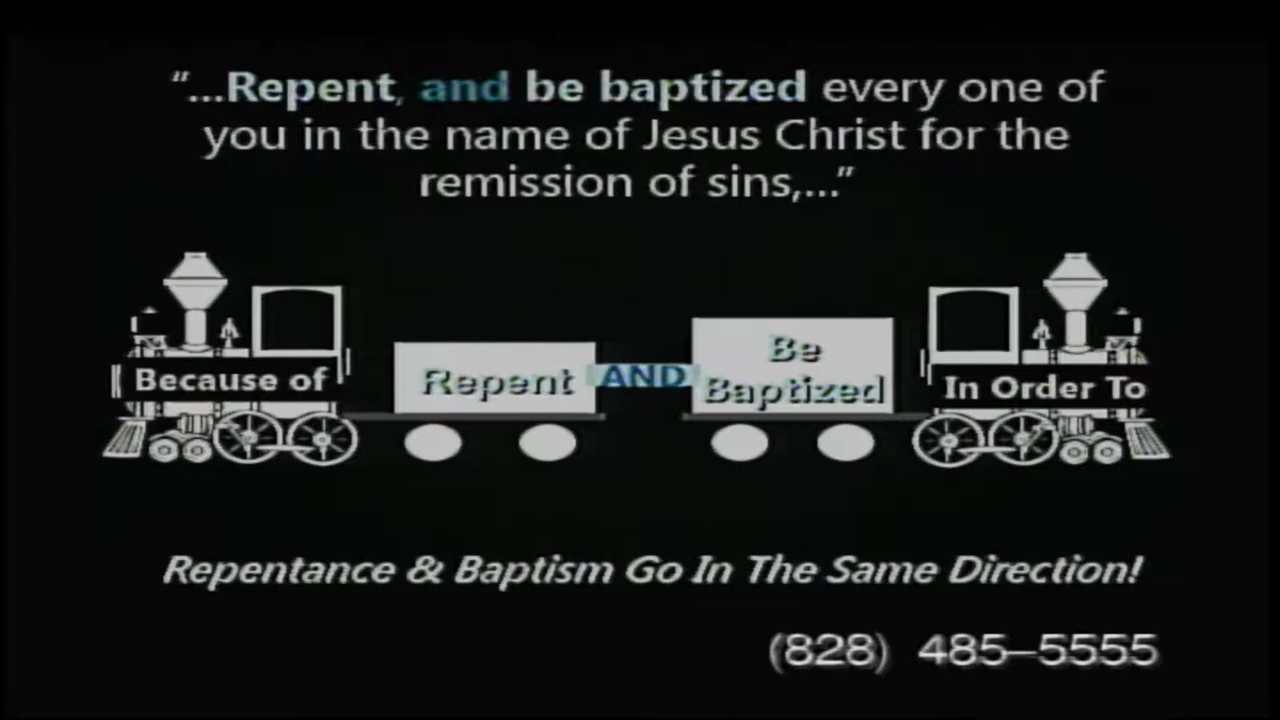 “...Repent, and be baptized every one of
you in the name of Jesus Christ for the
remission of sins,...”
Because of
Repent
AND
Be
Baptized
In Order To
Repentance & Baptism Go In The Same Direction!
(828) 485–5555